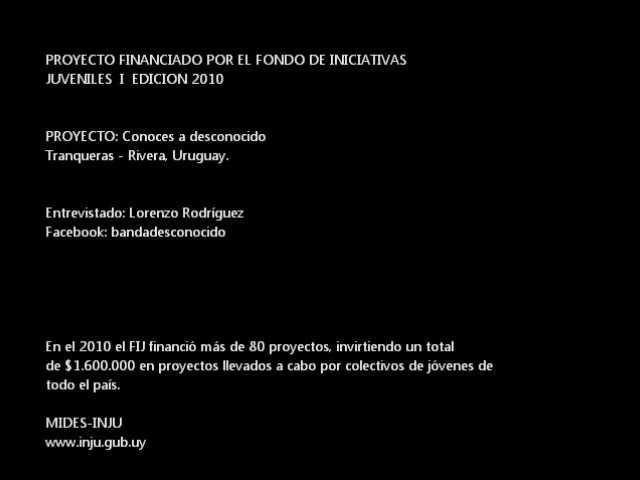 PROYECTO FINANCIADO POR EL FONDO DE INICIATIVAS
JUVENILES I EDICION 2010
PROYECTO: Conoces a desconocido
Tranqueras - Rivera, Uruguay.
Entrevistado: Lorenzo Rodríguez
Facebook: bandadesconocido
En el 2010 el FIJ financió más de 80 proyectos, invirtiendo un total
de $1.600.000 en proyectos llevados a cabo por colectivos de jóvenes de
todo el país.
MIDES-INJU
www.inju.gub.uy